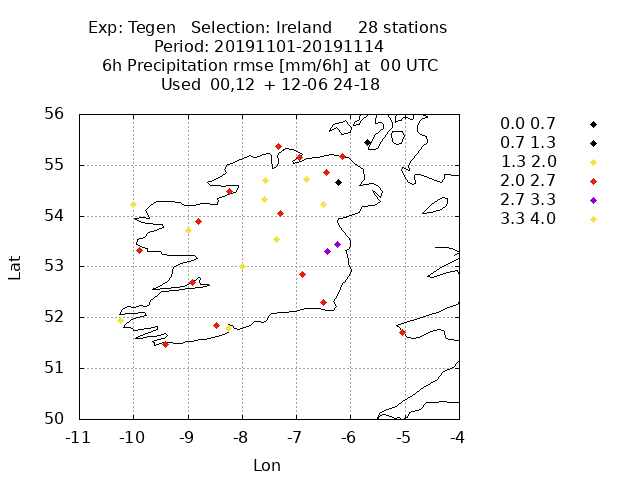 Exp: Tegen   Selection: Ireland     28 stations
Period: 20191101-20191114
6h Precipitation rmse [mm/6h] at  00 UTC
Used  00,12  + 12-06 24-18
56
55
54
53
52
51
50
-11 -10 -9 -8 -7 -6 -5 -4
Lat
Lon
0.0 0.7
0.7 1.3
1.3 2.0
2.0 2.7
2.7 3.3
3.3 4.0